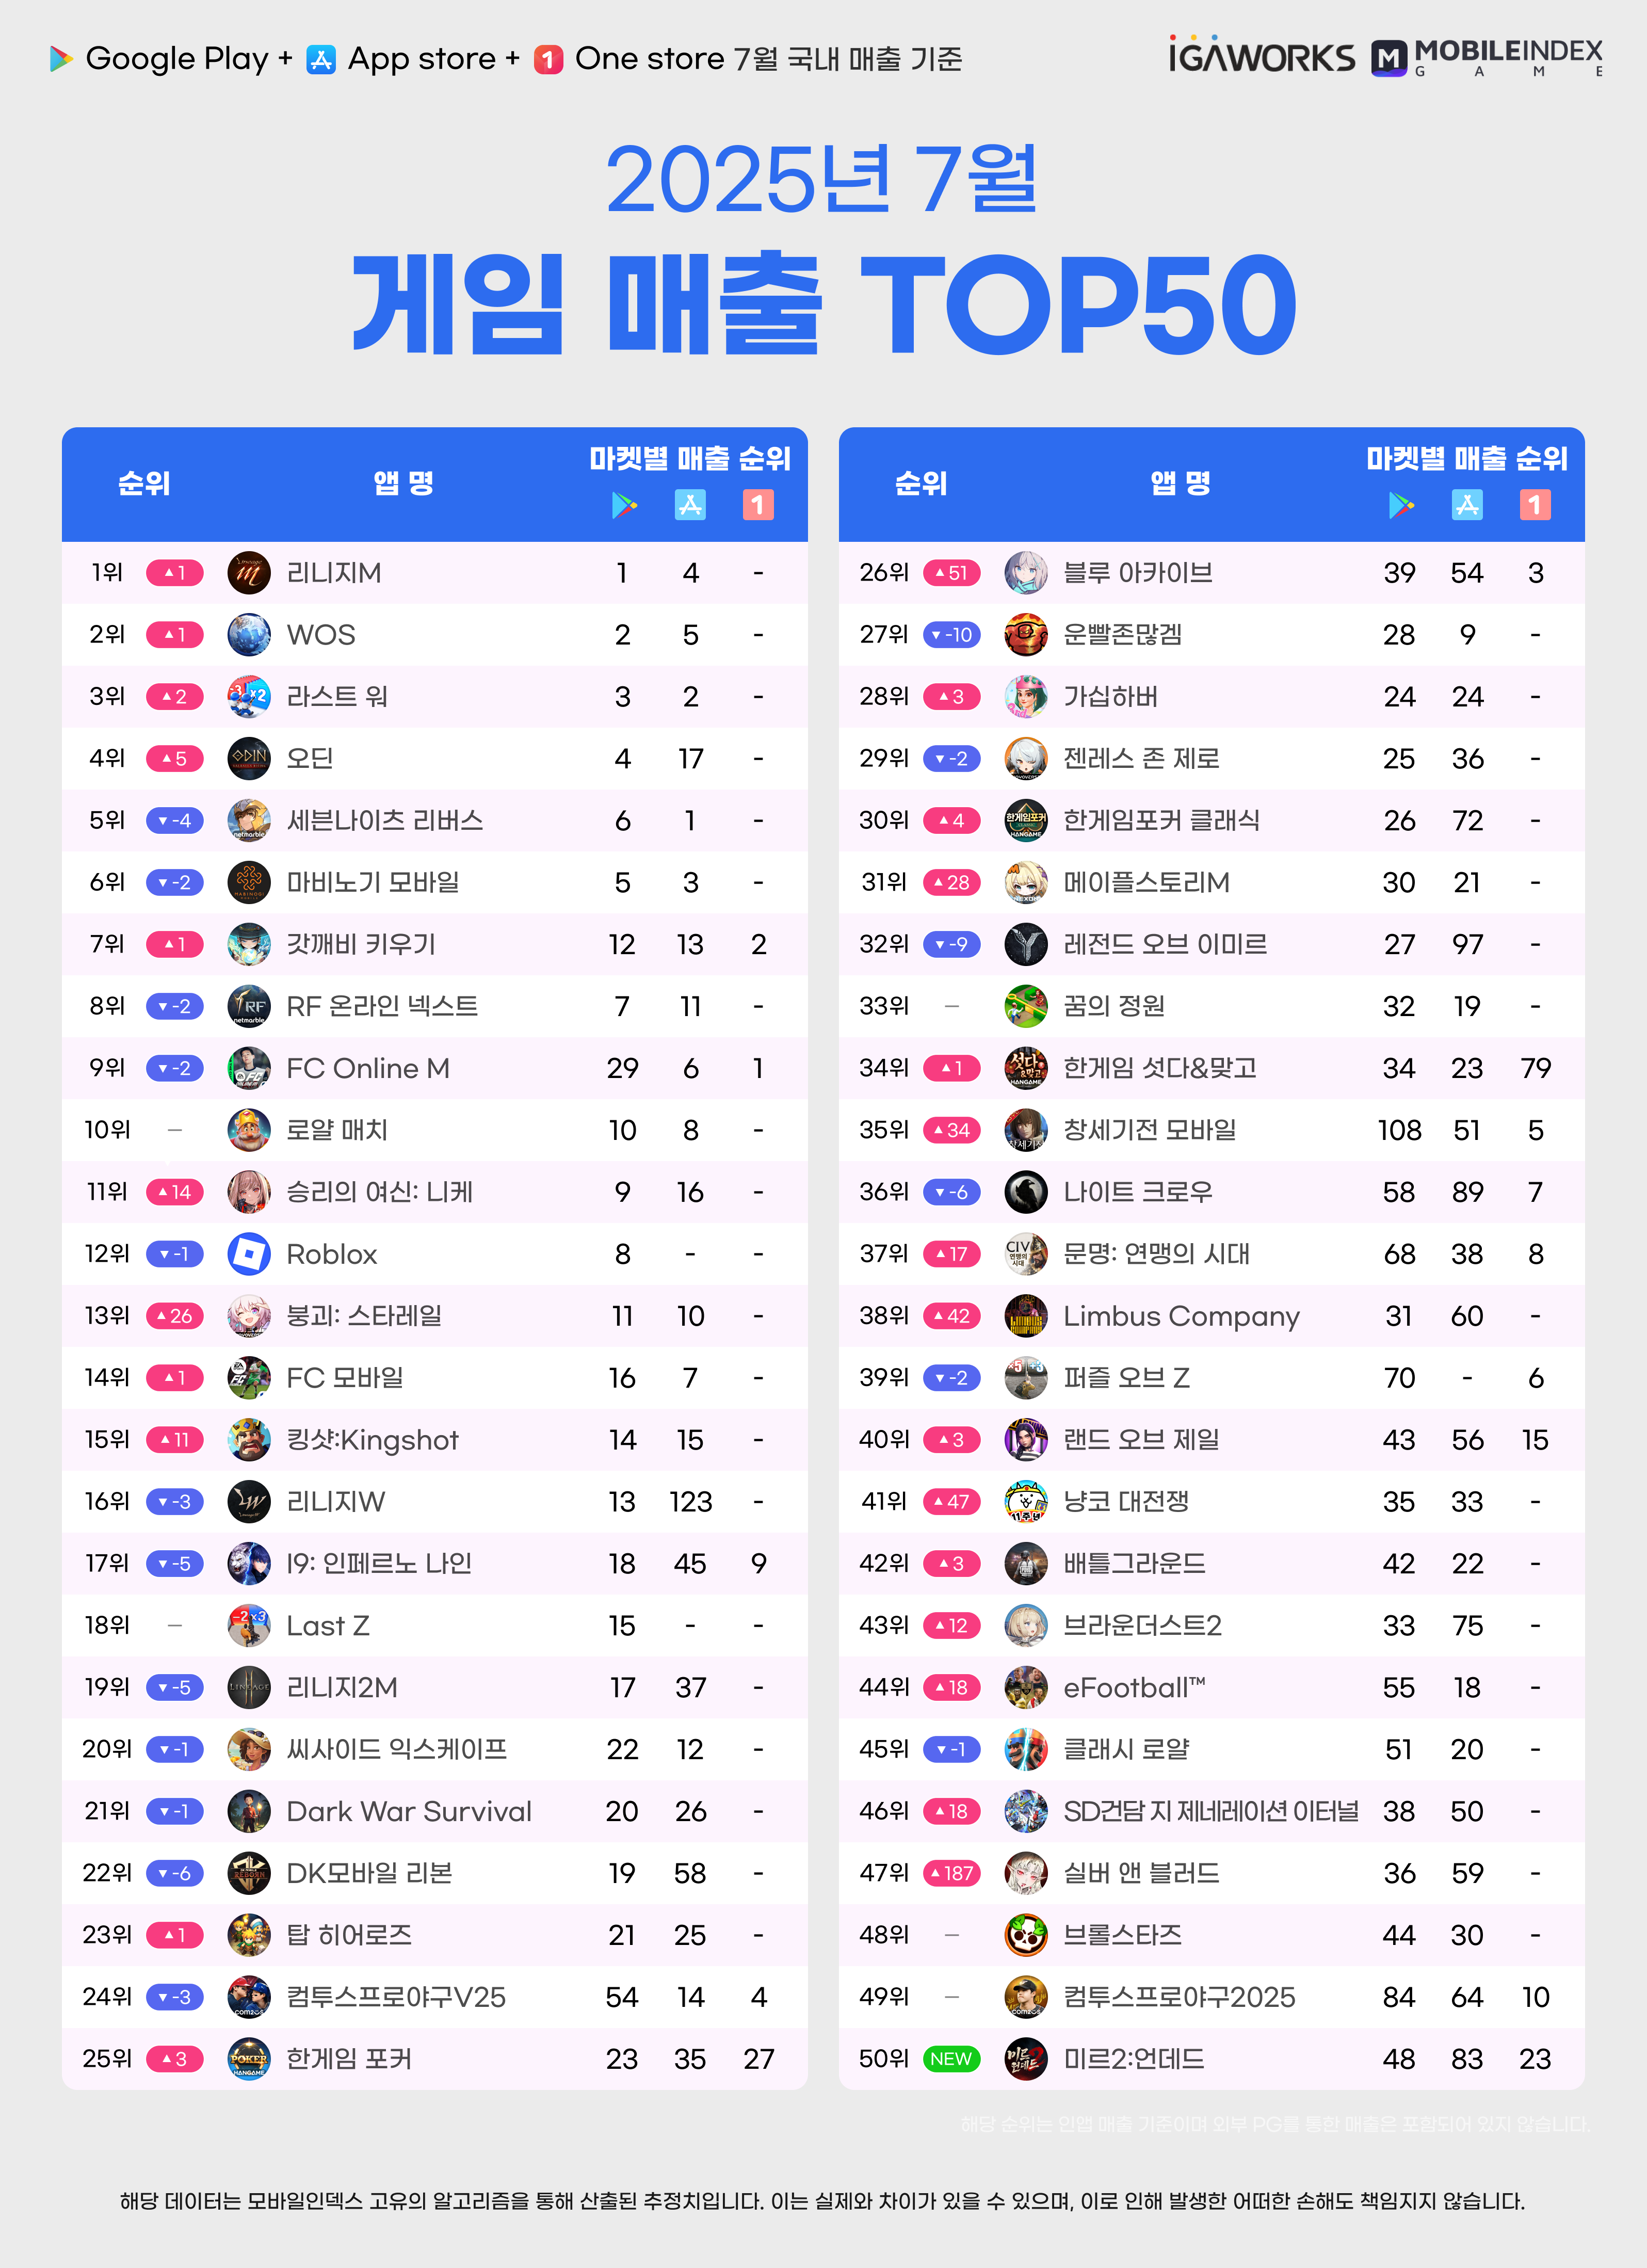 Google Play + App store + One store 7월 국내 매출 기준
IGAWORKS MOBILEINDEX GAME
2025년 7월
게임 매출 TOP50
순위 앱 명 마켓별 매출 순위
1위 ▲1 리니지M 1 4 -
2위 ▲1 WOS 2 5 -
3위 ▲2 라스트 워 3 2 -
4위 ▲5 오딘 4 17 -
5위 ▼-4 세븐나이츠 리버스 6 1 -
6위 ▼-2 마비노기 모바일 5 3 -
7위 ▲1 갓깨비 키우기 12 13 2
8위 ▼-2 RF 온라인 넥스트 7 11 -
9위 ▼-2 FC Online M 29 6 1
10위 – 로얄 매치 10 8 -
11위 ▲14 승리의 여신: 니케 9 16 -
12위 ▼-1 Roblox 8 - -
13위 ▲26 붕괴: 스타레일 11 10 -
14위 ▲1 FC 모바일 16 7 -
15위 ▲11 킹샷:Kingshot 14 15 -
16위 ▼-3 리니지W 13 123 -
17위 ▼-5 I9: 인페르노 나인 18 45 9
18위 – Last Z 15 - -
19위 ▼-5 리니지2M 17 37 -
20위 ▼-1 씨사이드 익스케이프 22 12 -
21위 ▼-1 Dark War Survival 20 26 -
22위 ▼-6 DK모바일 리본 19 58 -
23위 ▲1 탑 히어로즈 21 25 -
24위 ▼-3 컴투스프로야구V25 54 14 4
25위 ▲3 한게임 포커 23 35 27
순위 앱 명 마켓별 매출 순위
26위 ▲51 블루 아카이브 39 54 3
27위 ▼-10 운빨존많겜 28 9 -
28위 ▲3 가십하버 24 24 -
29위 ▼-2 젠레스 존 제로 25 36 -
30위 ▲4 한게임포커 클래식 26 72 -
31위 ▲28 메이플스토리M 30 21 -
32위 ▼-9 레전드 오브 이미르 27 97 -
33위 – 꿈의 정원 32 19 -
34위 ▲1 한게임 섯다&맞고 34 23 79
35위 ▲34 창세기전 모바일 108 51 5
36위 ▼-6 나이트 크로우 58 89 7
37위 ▲17 문명: 연맹의 시대 68 38 8
38위 ▲42 Limbus Company 31 60 -
39위 ▼-2 퍼즐 오브 Z 70 - 6
40위 ▲3 랜드 오브 제일 43 56 15
41위 ▲47 냥코 대전쟁 35 33 -
42위 ▲3 배틀그라운드 42 22 -
43위 ▲12 브라운더스트2 33 75 -
44위 ▲18 eFootball™ 55 18 -
45위 ▼-1 클래시 로얄 51 20 -
46위 ▲18 SD건담 지 제네레이션 이터널 38 50 -
47위 ▲187 실버 앤 블러드 36 59 -
48위 – 브롤스타즈 44 30 -
49위 – 컴투스프로야구2025 84 64 10
50위 NEW 미르2:언데드 48 83 23
해당 순위는 인앱 매출 기준이며 외부 PG를 통한 매출은 포함되어 있지 않습니다.
해당 데이터는 모바일인덱스 고유의 알고리즘을 통해 산출된 추정치입니다. 이는 실제와 차이가 있을 수 있으며, 이로 인해 발생한 어떠한 손해도 책임지지 않습니다.